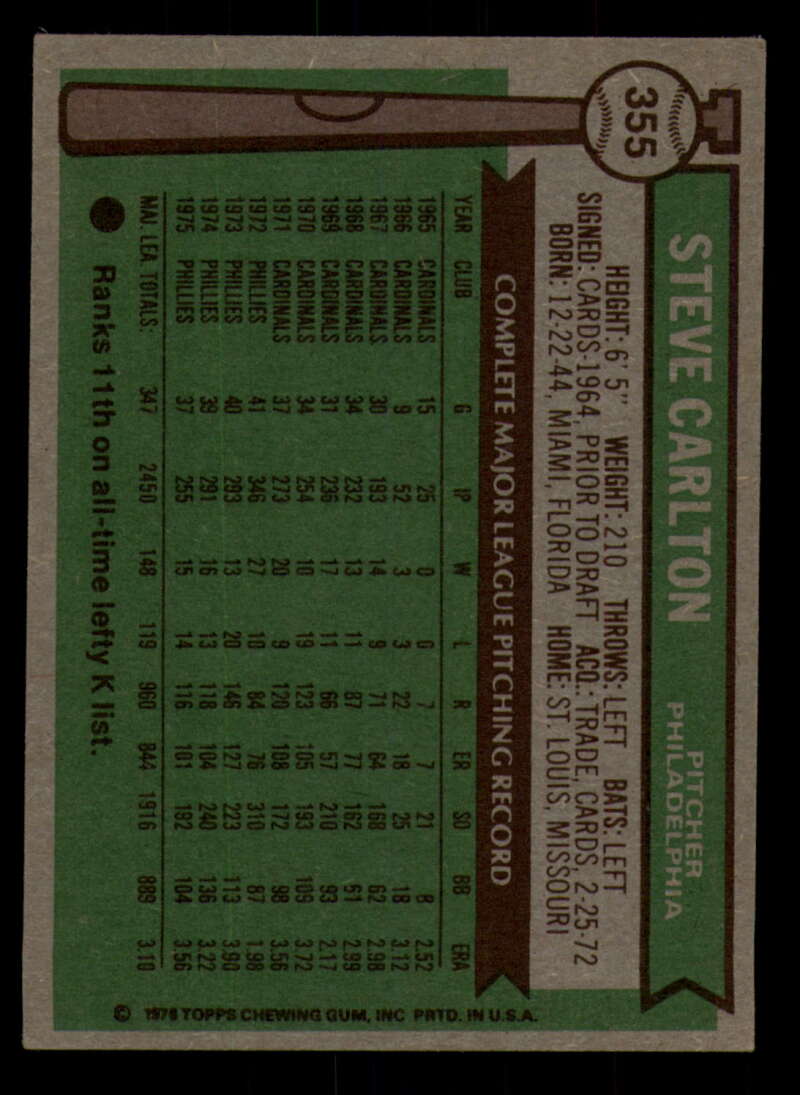 355
STEVE CARLTON
PITCHER
PHILADELPHIA
HEIGHT: 6' 5" WEIGHT: 210 THROWS: LEFT BATS: LEFT
SIGNED: CARDS-1964, PRIOR TO DRAFT ACQ.: TRADE, CARDS, 2-25-72
BORN: 12-22-44, MIAMI, FLORIDA HOME: ST. LOUIS, MISSOURI
COMPLETE MAJOR LEAGUE PITCHING RECORD
YEAR CLUB G IP W L R ER SO BB ERA
1965 CARDINALS 15 25 0 0 7 7 21 8 2.52
1966 CARDINALS 9 52 3 3 22 18 25 18 3.12
1967 CARDINALS 30 193 14 9 71 64 168 62 2.98
1968 CARDINALS 34 232 13 11 87 77 162 61 2.99
1969 CARDINALS 31 236 17 11 66 57 210 93 2.17
1970 CARDINALS 34 254 10 19 123 105 193 109 3.72
1971 CARDINALS 37 273 20 9 120 108 172 98 3.56
1972 PHILLIES 41 346 27 10 84 76 310 87 1.98
1973 PHILLIES 40 293 13 20 146 127 223 113 3.90
1974 PHILLIES 39 291 16 13 118 104 240 136 3.22
1975 PHILLIES 37 255 15 14 116 101 192 104 3.56
MAJ. LEA. TOTALS: 347 2450 148 119 960 844 1916 889 3.10
Ranks 11th on all-time lefty K list.
© 1976 TOPPS CHEWING GUM, INC PRTD. IN U.S.A.